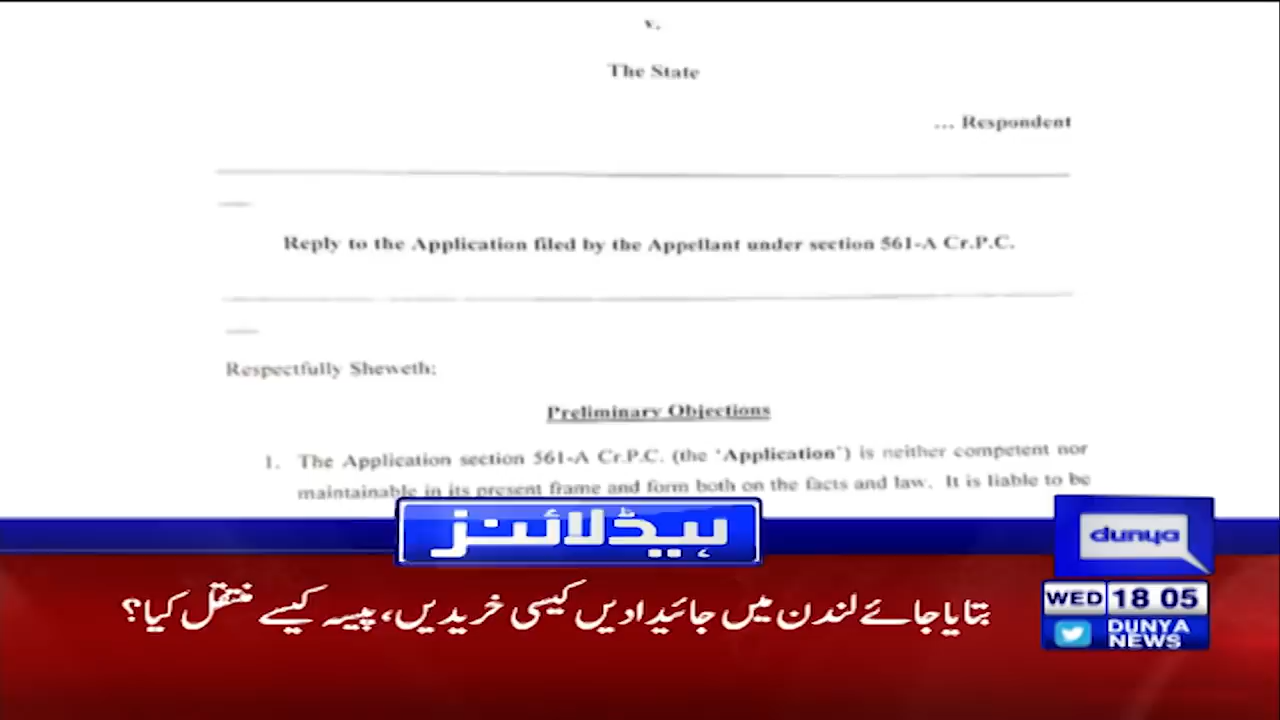 v.
The State
... Respondent
Reply to the Application filed by the Appellant under section 561-A Cr.P.C.
Respectfully Sheweth:
Preliminary Objections
1. The Application section 561-A Cr.P.C. (the ‘Application’) is neither competent nor
maintainable in its present frame and form both on the facts and law. It is liable to be
ہیڈلائنز
dunya
بتایا جائے لندن میں جائیدادیں کیسی خریدیں، پیسہ کیسے منتقل کیا؟
WED 18 05
DUNYA
NEWS